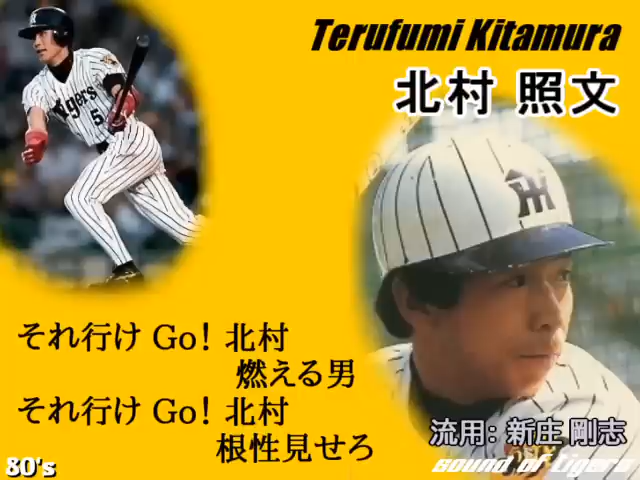 Terufumi Kitamura
北村 照文
Tigers
5
それ行け Go! 北村
燃える男
それ行け Go! 北村
根性見せろ
流用: 新庄 剛志
80's
sound of Tigers